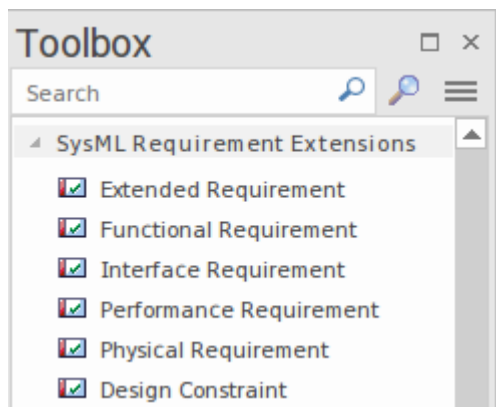 Toolbox
Search
SysML Requirement Extensions
Extended Requirement
Functional Requirement
Interface Requirement
Performance Requirement
Physical Requirement
Design Constraint